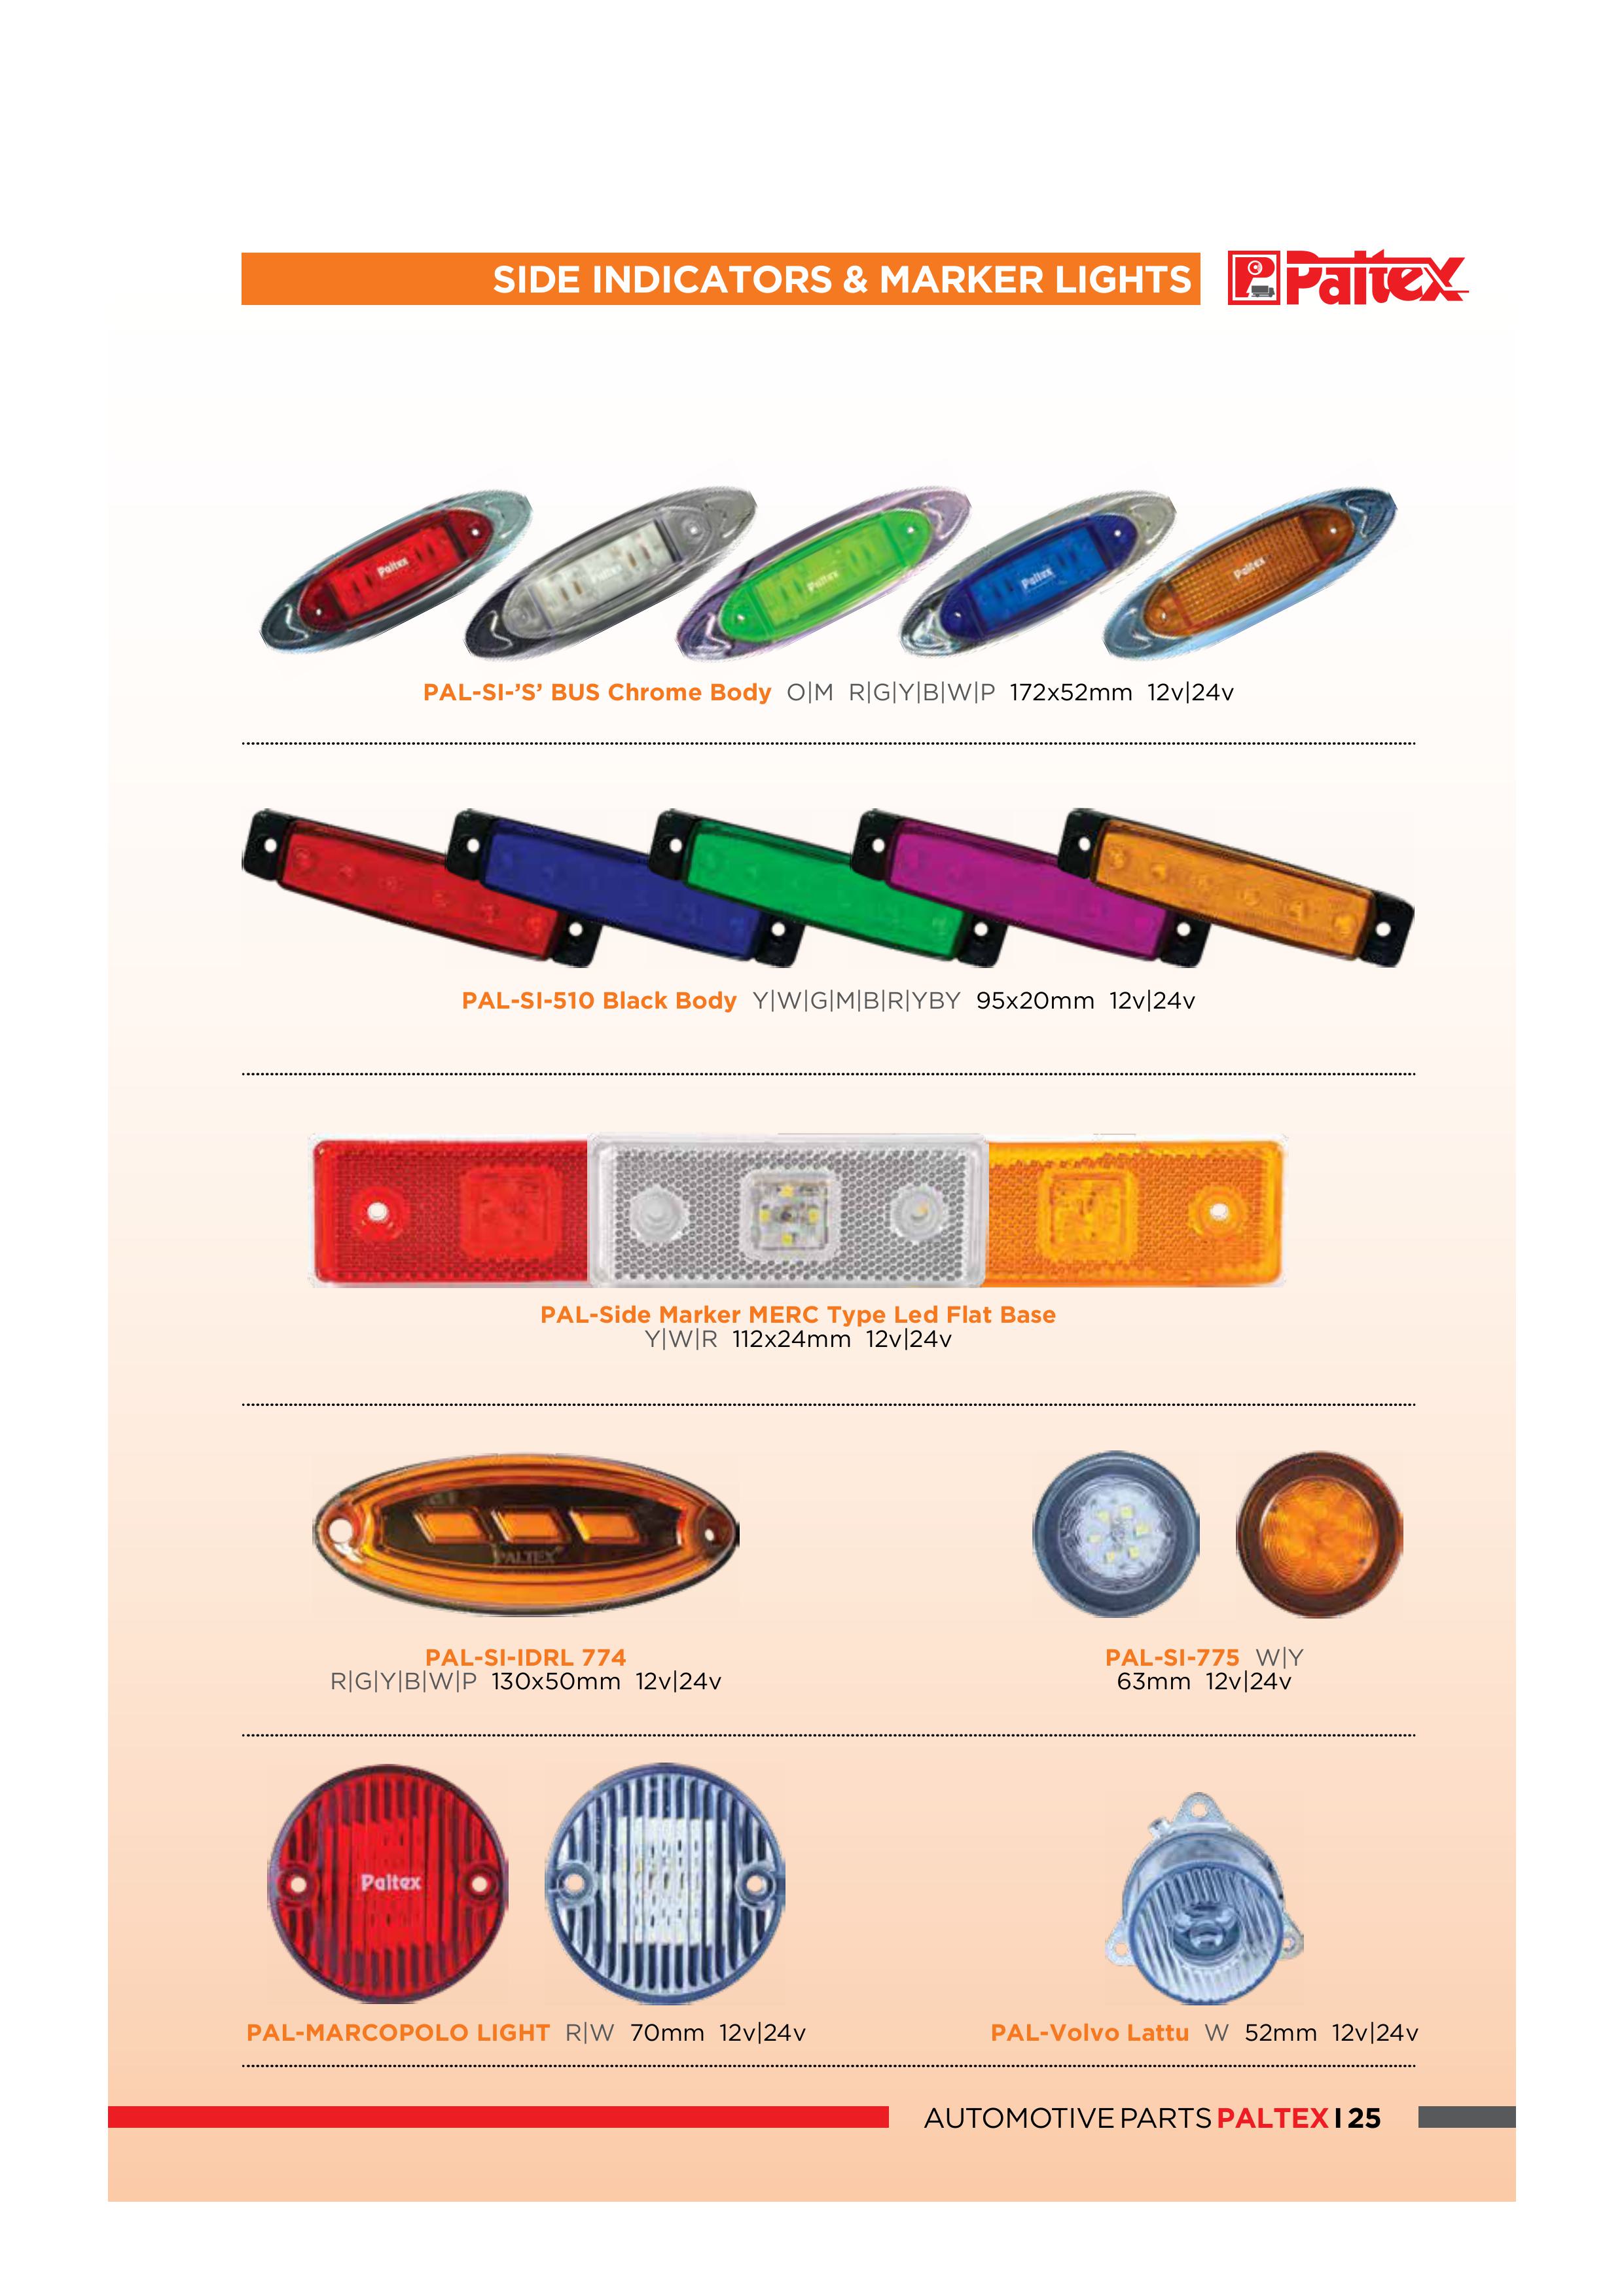 SIDE INDICATORS & MARKER LIGHTS
Paltex
Paltex
Paltex
Paltex
Paltex
Paltex
PAL-SI-’S’ BUS Chrome Body O|M R|G|Y|B|W|P 172x52mm 12v|24v
PAL-SI-510 Black Body Y|W|G|M|B|R|YBY 95x20mm 12v|24v
PAL-Side Marker MERC Type Led Flat Base
Y|W|R 112x24mm 12v|24v
PALTEX
PAL-SI-IDRL 774
R|G|Y|B|W|P 130x50mm 12v|24v
PAL-SI-775 W|Y
63mm 12v|24v
Paltex
PAL-MARCOPOLO LIGHT R|W 70mm 12v|24v
PAL-Volvo Lattu W 52mm 12v|24v
AUTOMOTIVE PARTS PALTEX I 25